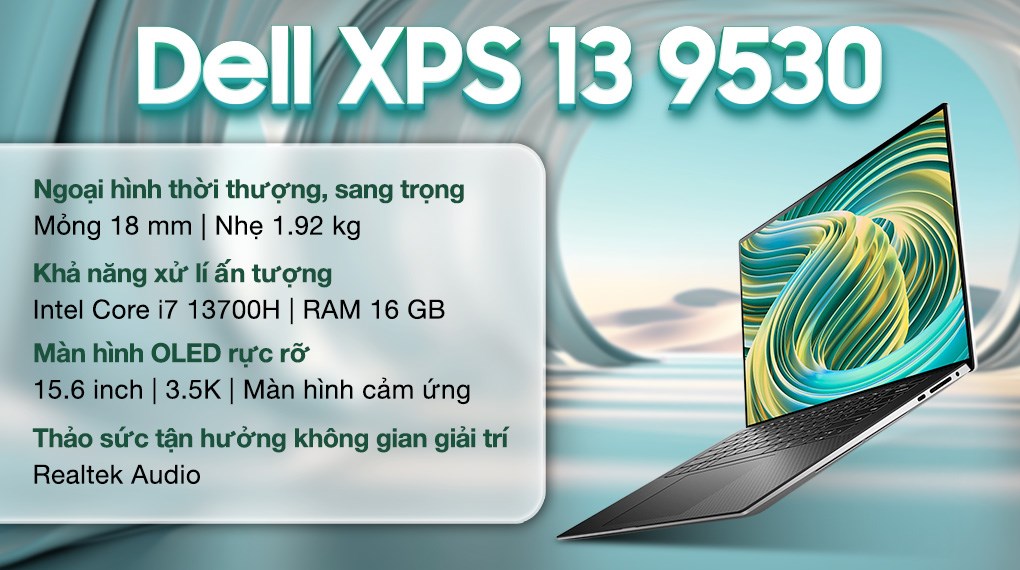 Dell XPS 13 9530
Ngoại hình thời thượng, sang trọng
Mỏng 18 mm | Nhẹ 1.92 kg
Khả năng xử lí ấn tượng
Intel Core i7 13700H | RAM 16 GB
Màn hình OLED rực rỡ
15.6 inch | 3.5K | Màn hình cảm ứng
Thảo sức tận hưởng không gian giải trí
Realtek Audio